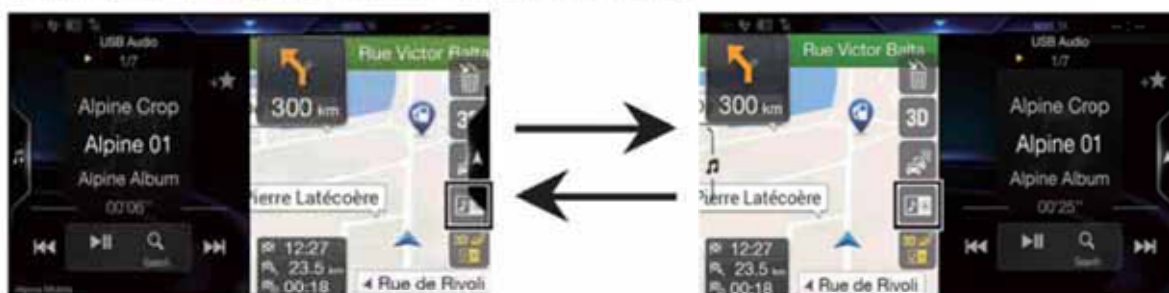 USB Audio
1/7
Alpine Crop
Alpine 01
Alpine Album
00'06"
Search
300 km
Rue Victor Balta
3D
Pierre Latécoère
12:27
23.5 km
00:18
Rue de Rivoli
300 km
Rue Victor Balta
3D
Pierre Latécoère
12:27
23.5 km
00:18
Rue de Rivoli
USB Audio
1/7
Alpine Crop
Alpine 01
Alpine Album
00'25"
Search